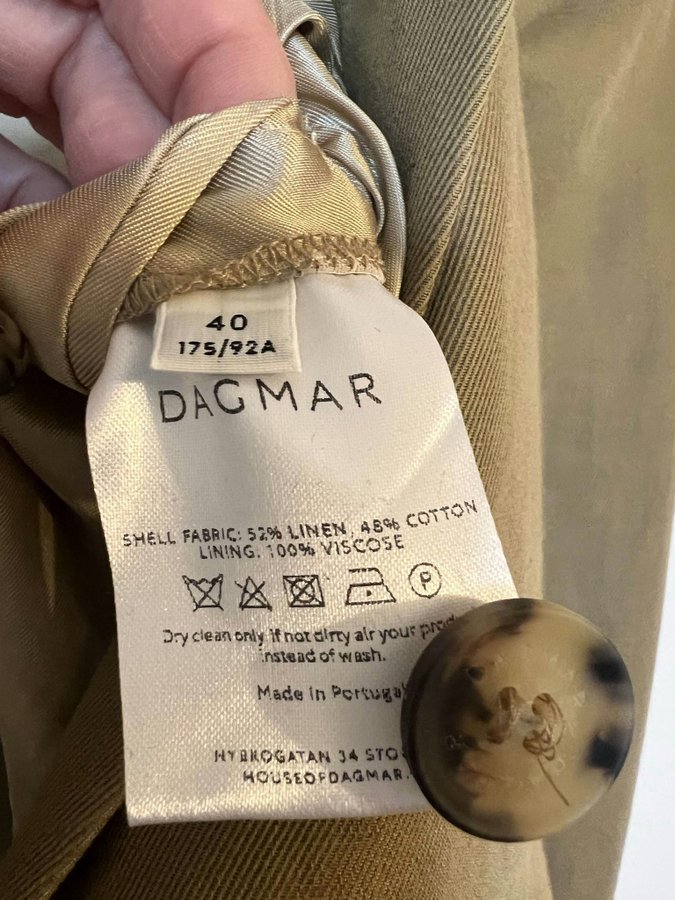 40
175/92A
DAGMAR
SHELL FABRIC: 52% LINEN, 48% COTTON
LINING: 100% VISCOSE
P
Dry clean only if not dirty air your
instead of wash.
Made in Portugal
34
HOUSEOFDAGMAR.